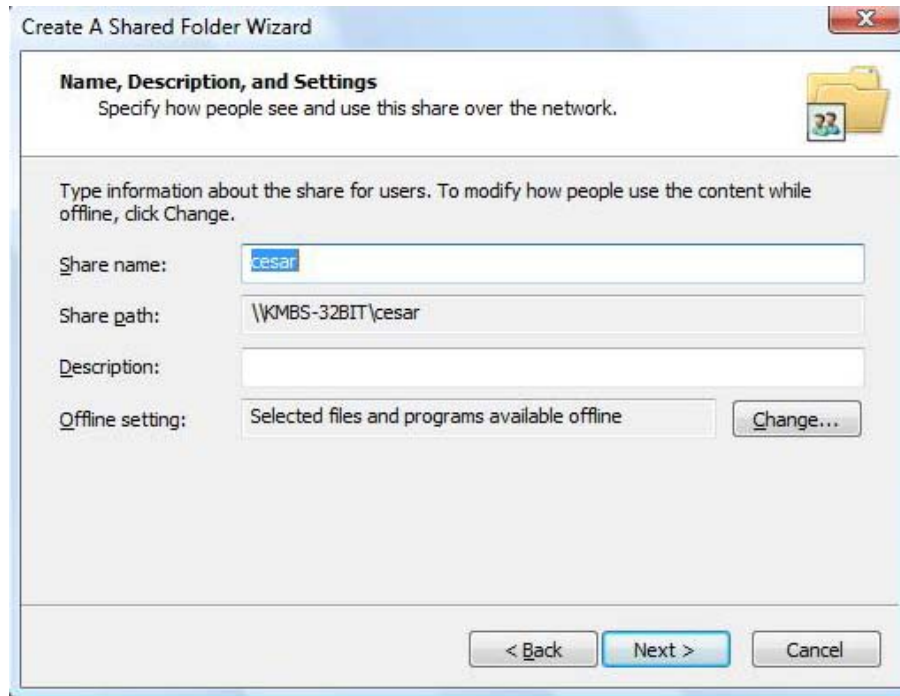 Create A Shared Folder Wizard
Name, Description, and Settings
Specify how people see and use this share over the network.
Type information about the share for users. To modify how people use the content while
offline, click Change.
Share name: cesar
Share path: \\KMBS-32BIT\cesar
Description:
Offline setting: Selected files and programs available offline Change...
< Back Next > Cancel